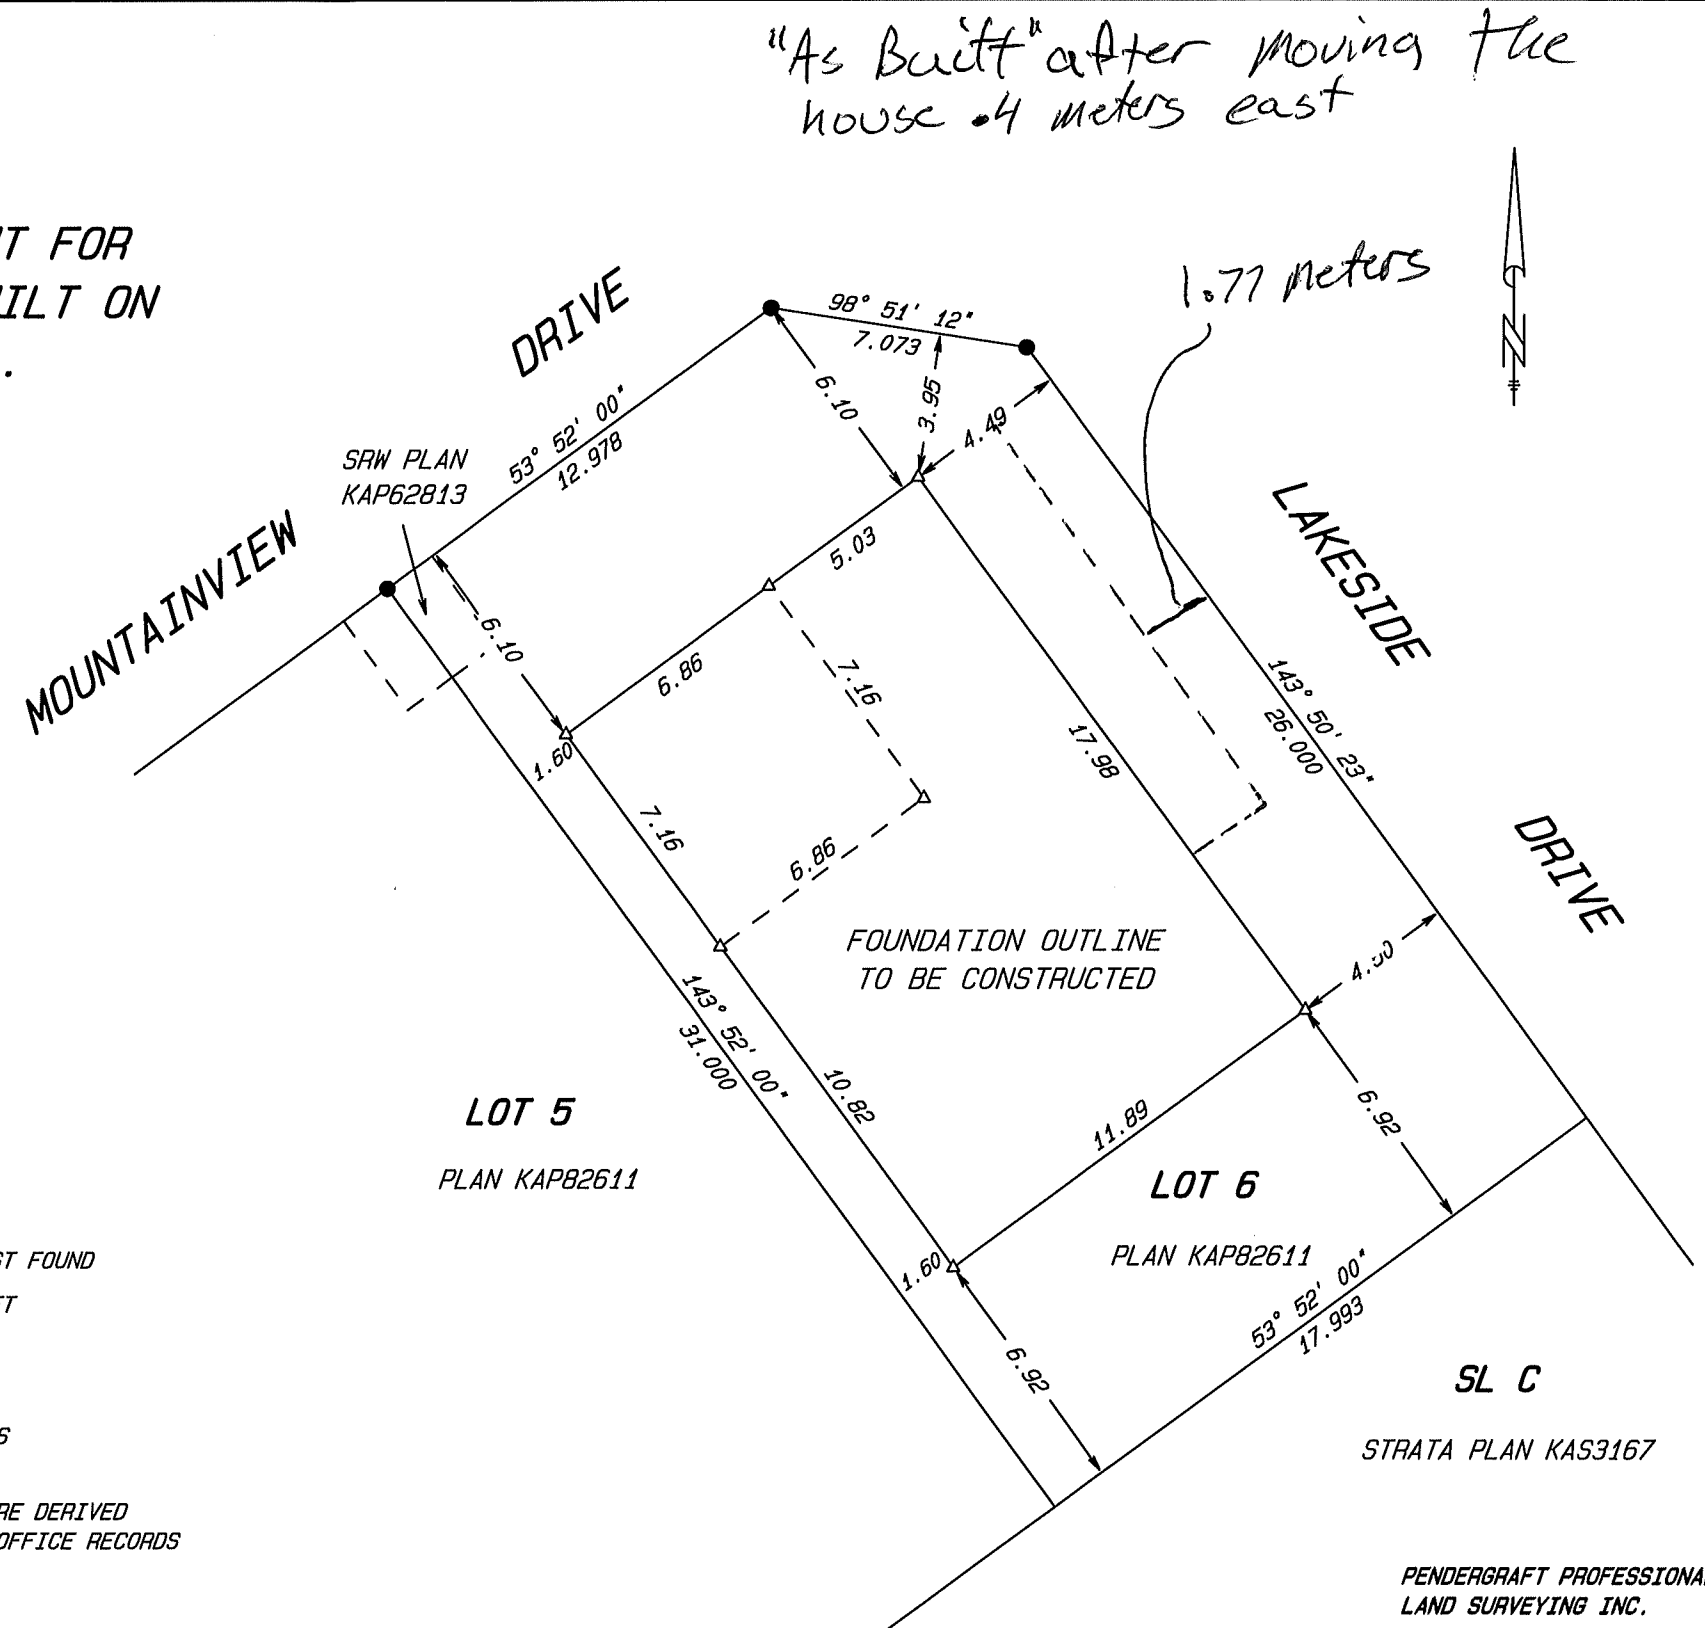 "As Built" after moving the
house .4 meters east
T FOR
ILT ON
.
DRIVE
98° 51' 12"
7.073
1.77 meters
6.10
3.95
4.49
N
53° 52' 00"
12.978
SRW PLAN
KAP62813
MOUNTAINVIEW
LAKESIDE
5.03
6.10
6.86
7.16
1.60
7.16
17.98
143° 50' 23"
26.000
DRIVE
6.86
FOUNDATION OUTLINE
TO BE CONSTRUCTED
4.50
143° 52' 00"
31.000
10.82
LOT 5
PLAN KAP82611
11.89
6.92
LOT 6
PLAN KAP82611
1.60
6.92
53° 52' 00"
17.993
ST FOUND
TT
SL C
STRATA PLAN KAS3167
S
RE DERIVED
OFFICE RECORDS
PENDERGRAFT PROFESSIONAL
LAND SURVEYING INC.